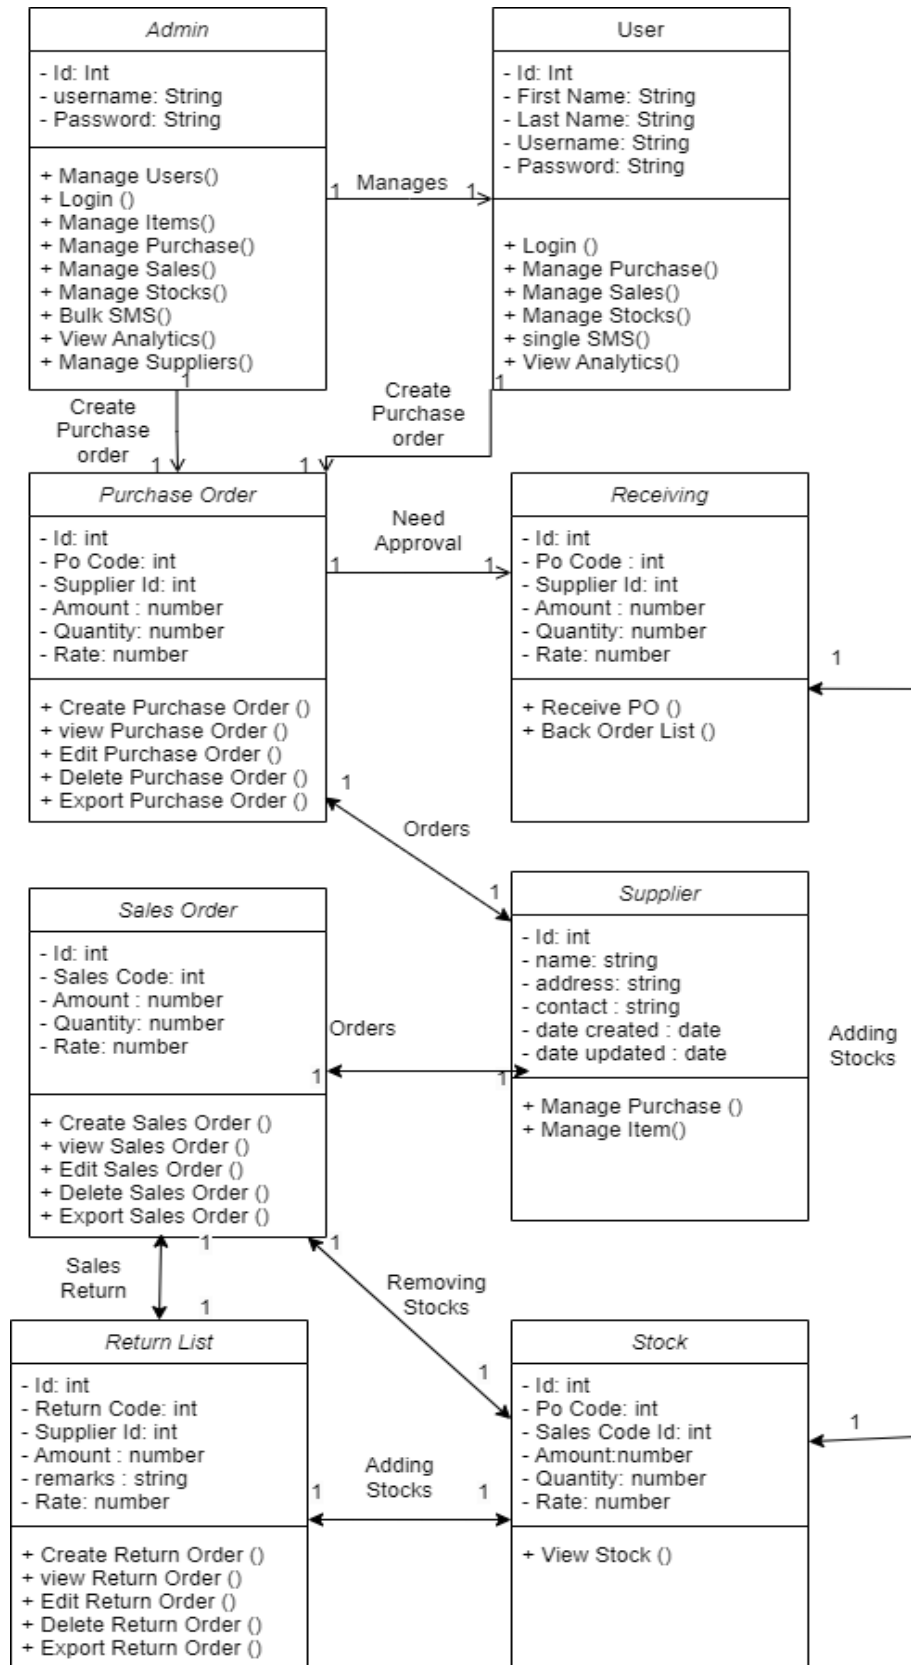 Admin
- Id: Int
- username: String
- Password: String
+ Manage Users()
+ Login ()
+ Manage Items()
+ Manage Purchase()
+ Manage Sales()
+ Manage Stocks()
+ Bulk SMS()
+ View Analytics()
+ Manage Suppliers()
1
Manages
1
User
- Id: Int
- First Name: String
- Last Name: String
- Username: String
- Password: String
+ Login ()
+ Manage Purchase()
+ Manage Sales()
+ Manage Stocks()
+ single SMS()
+ View Analytics()
1
Create
Purchase
order
1
1
Create
Purchase
order
1
Purchase Order
- Id: int
- Po Code: int
- Supplier Id: int
- Amount : number
- Quantity: number
- Rate: number
+ Create Purchase Order ()
+ view Purchase Order ()
+ Edit Purchase Order ()
+ Delete Purchase Order ()
+ Export Purchase Order ()
Need
Approval
1
1
Receiving
- Id: int
- Po Code : int
- Supplier Id: int
- Amount : number
- Quantity: number
- Rate: number
+ Receive PO ()
+ Back Order List ()
1
1
Orders
1
Sales Order
- Id: int
- Sales Code: int
- Amount : number
- Quantity: number
- Rate: number
+ Create Sales Order ()
+ view Sales Order ()
+ Edit Sales Order ()
+ Delete Sales Order ()
+ Export Sales Order ()
Orders
1
1
Supplier
- Id: int
- name: string
- address: string
- contact : string
- date created : date
- date updated : date
+ Manage Purchase ()
+ Manage Item()
Adding
Stocks
1
Sales
Return
1
1
Removing
Stocks
1
Return List
- Id: int
- Return Code: int
- Supplier Id: int
- Amount : number
- remarks : string
- Rate: number
+ Create Return Order ()
+ view Return Order ()
+ Edit Return Order ()
+ Delete Return Order ()
+ Export Return Order ()
Adding
Stocks
1
1
Stock
- Id: int
- Po Code: int
- Sales Code Id: int
- Amount:number
- Quantity: number
- Rate: number
+ View Stock ()
1